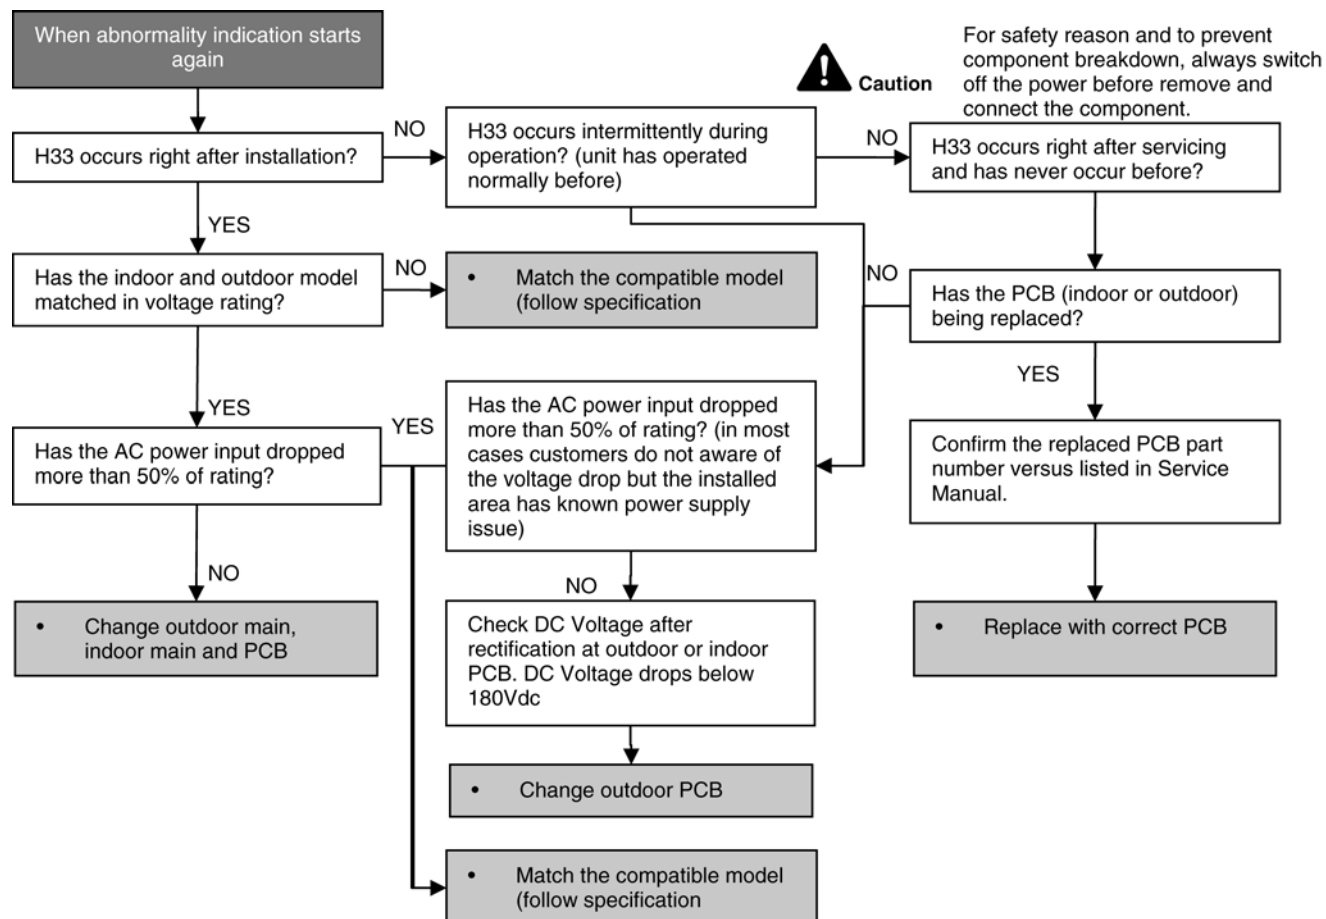 When abnormality indication starts
again
Caution
For safety reason and to prevent
component breakdown, always switch
off the power before remove and
connect the component.
H33 occurs right after installation?
NO
H33 occurs intermittently during
operation? (unit has operated
normally before)
NO
H33 occurs right after servicing
and has never occur before?
YES
Has the indoor and outdoor model
matched in voltage rating?
NO
• Match the compatible model
(follow specification
NO
Has the PCB (indoor or outdoor)
being replaced?
YES
YES
Has the AC power input dropped
more than 50% of rating?
YES
Has the AC power input dropped
more than 50% of rating? (in most
cases customers do not aware of
the voltage drop but the installed
area has known power supply
issue)
Confirm the replaced PCB part
number versus listed in Service
Manual.
NO
• Change outdoor main,
indoor main and PCB
NO
Check DC Voltage after
rectification at outdoor or indoor
PCB. DC Voltage drops below
180Vdc
• Replace with correct PCB
• Change outdoor PCB
• Match the compatible model
(follow specification